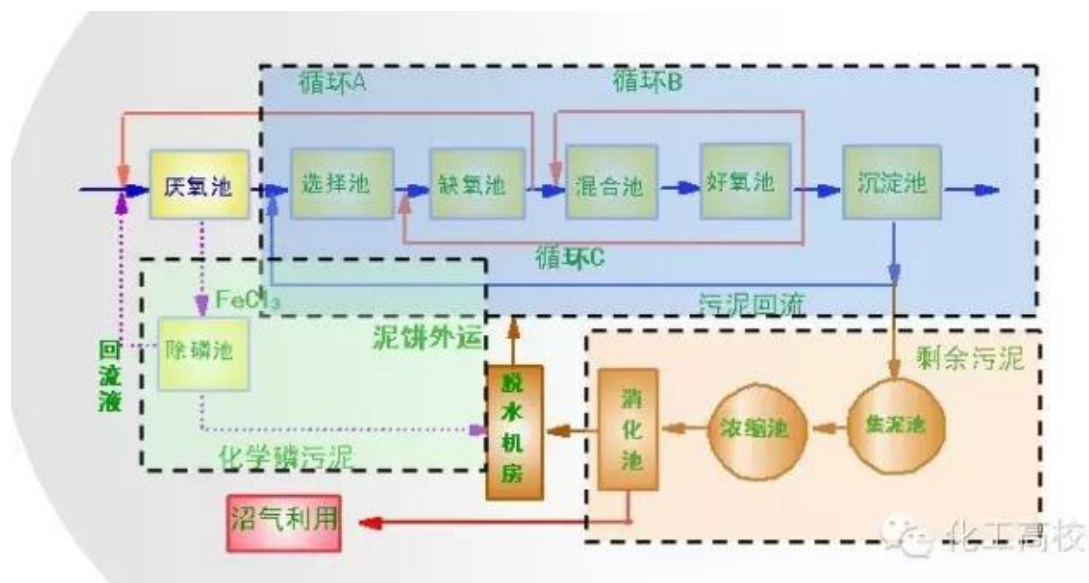 循环A
循环B
厌氧池
选择池
缺氧池
混合池
好氧池
沉淀池
循环C
污泥回流
FeCl₃
泥饼外运
除磷池
回流液
化学磷污泥
脱水机房
消化池
浓缩池
集泥池
剩余污泥
沼气利用
化工高校